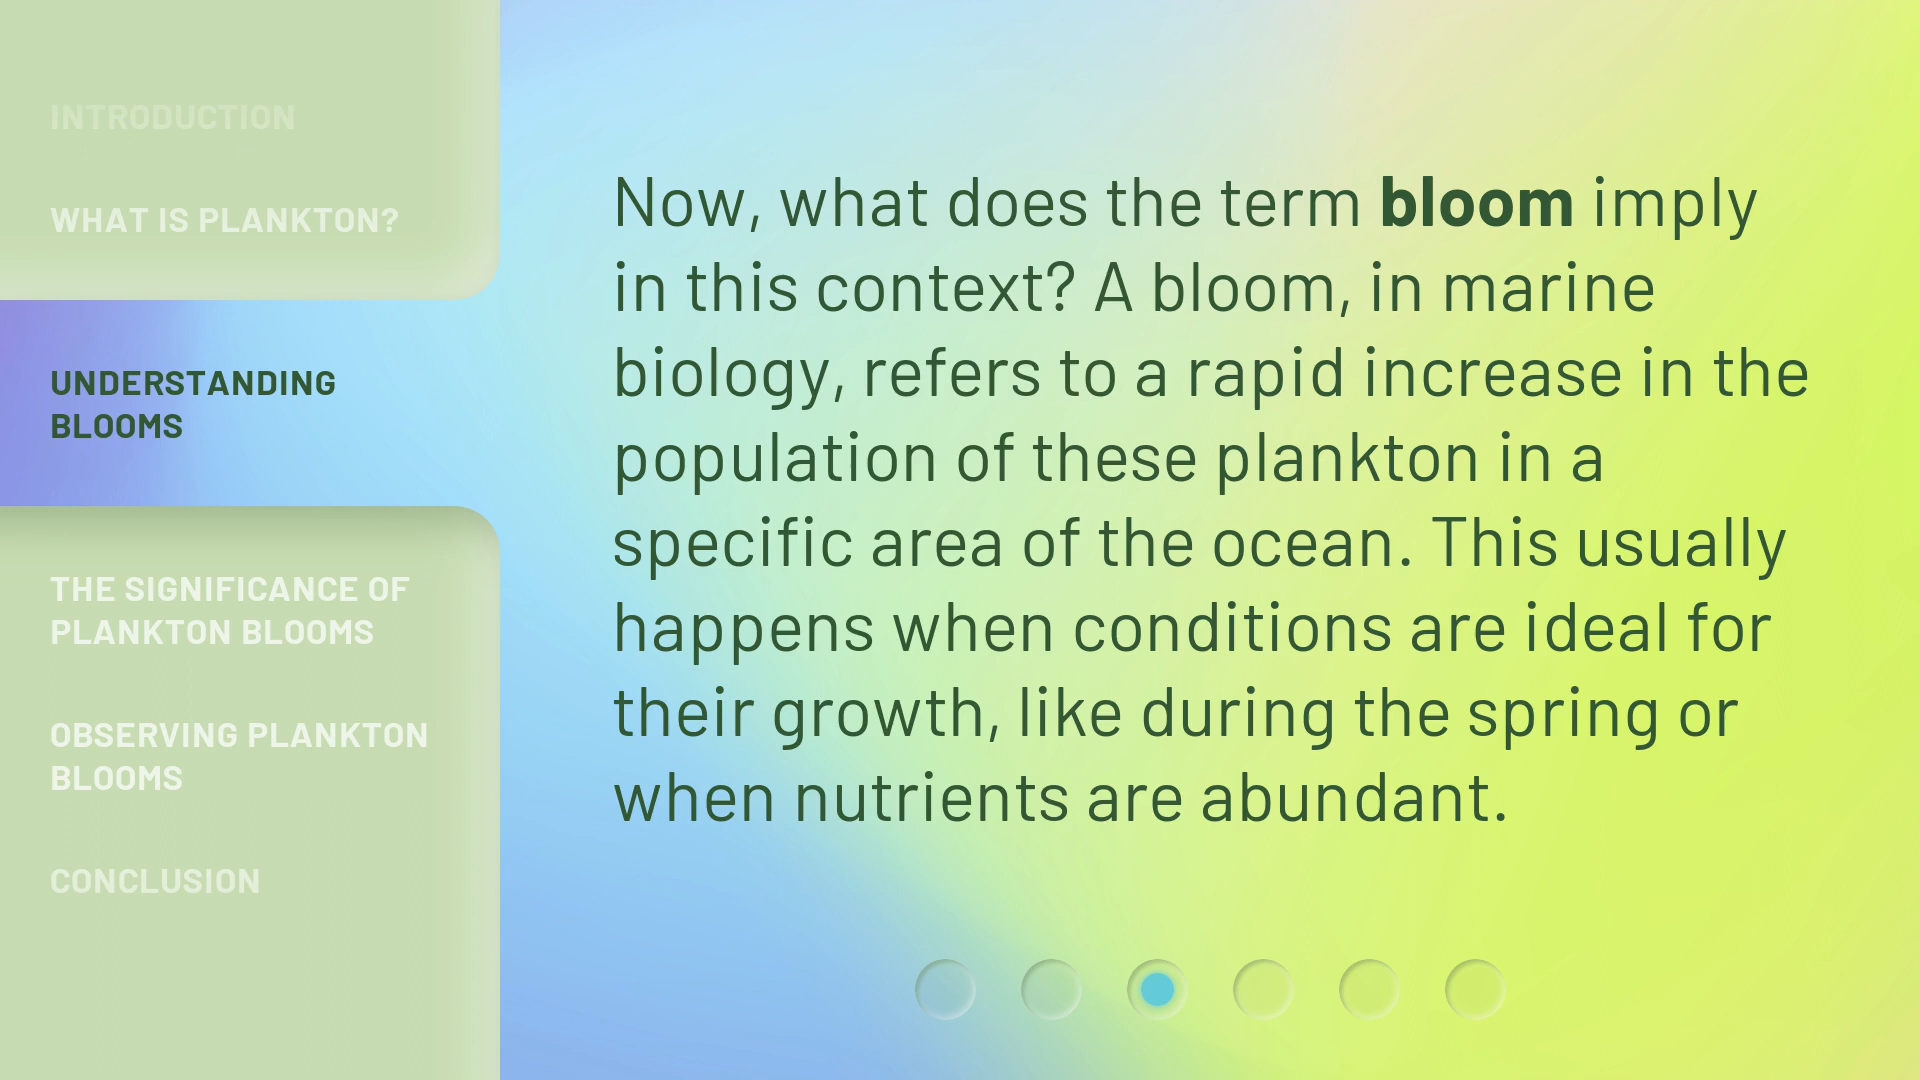 INTRODUCTION
WHAT IS PLANKTON?
UNDERSTANDING
BLOOMS
THE SIGNIFICANCE OF
PLANKTON BLOOMS
OBSERVING PLANKTON
BLOOMS
CONCLUSION
Now, what does the term bloom imply
in this context? A bloom, in marine
biology, refers to a rapid increase in the
population of these plankton in a
specific area of the ocean. This usually
happens when conditions are ideal for
their growth, like during the spring or
when nutrients are abundant.